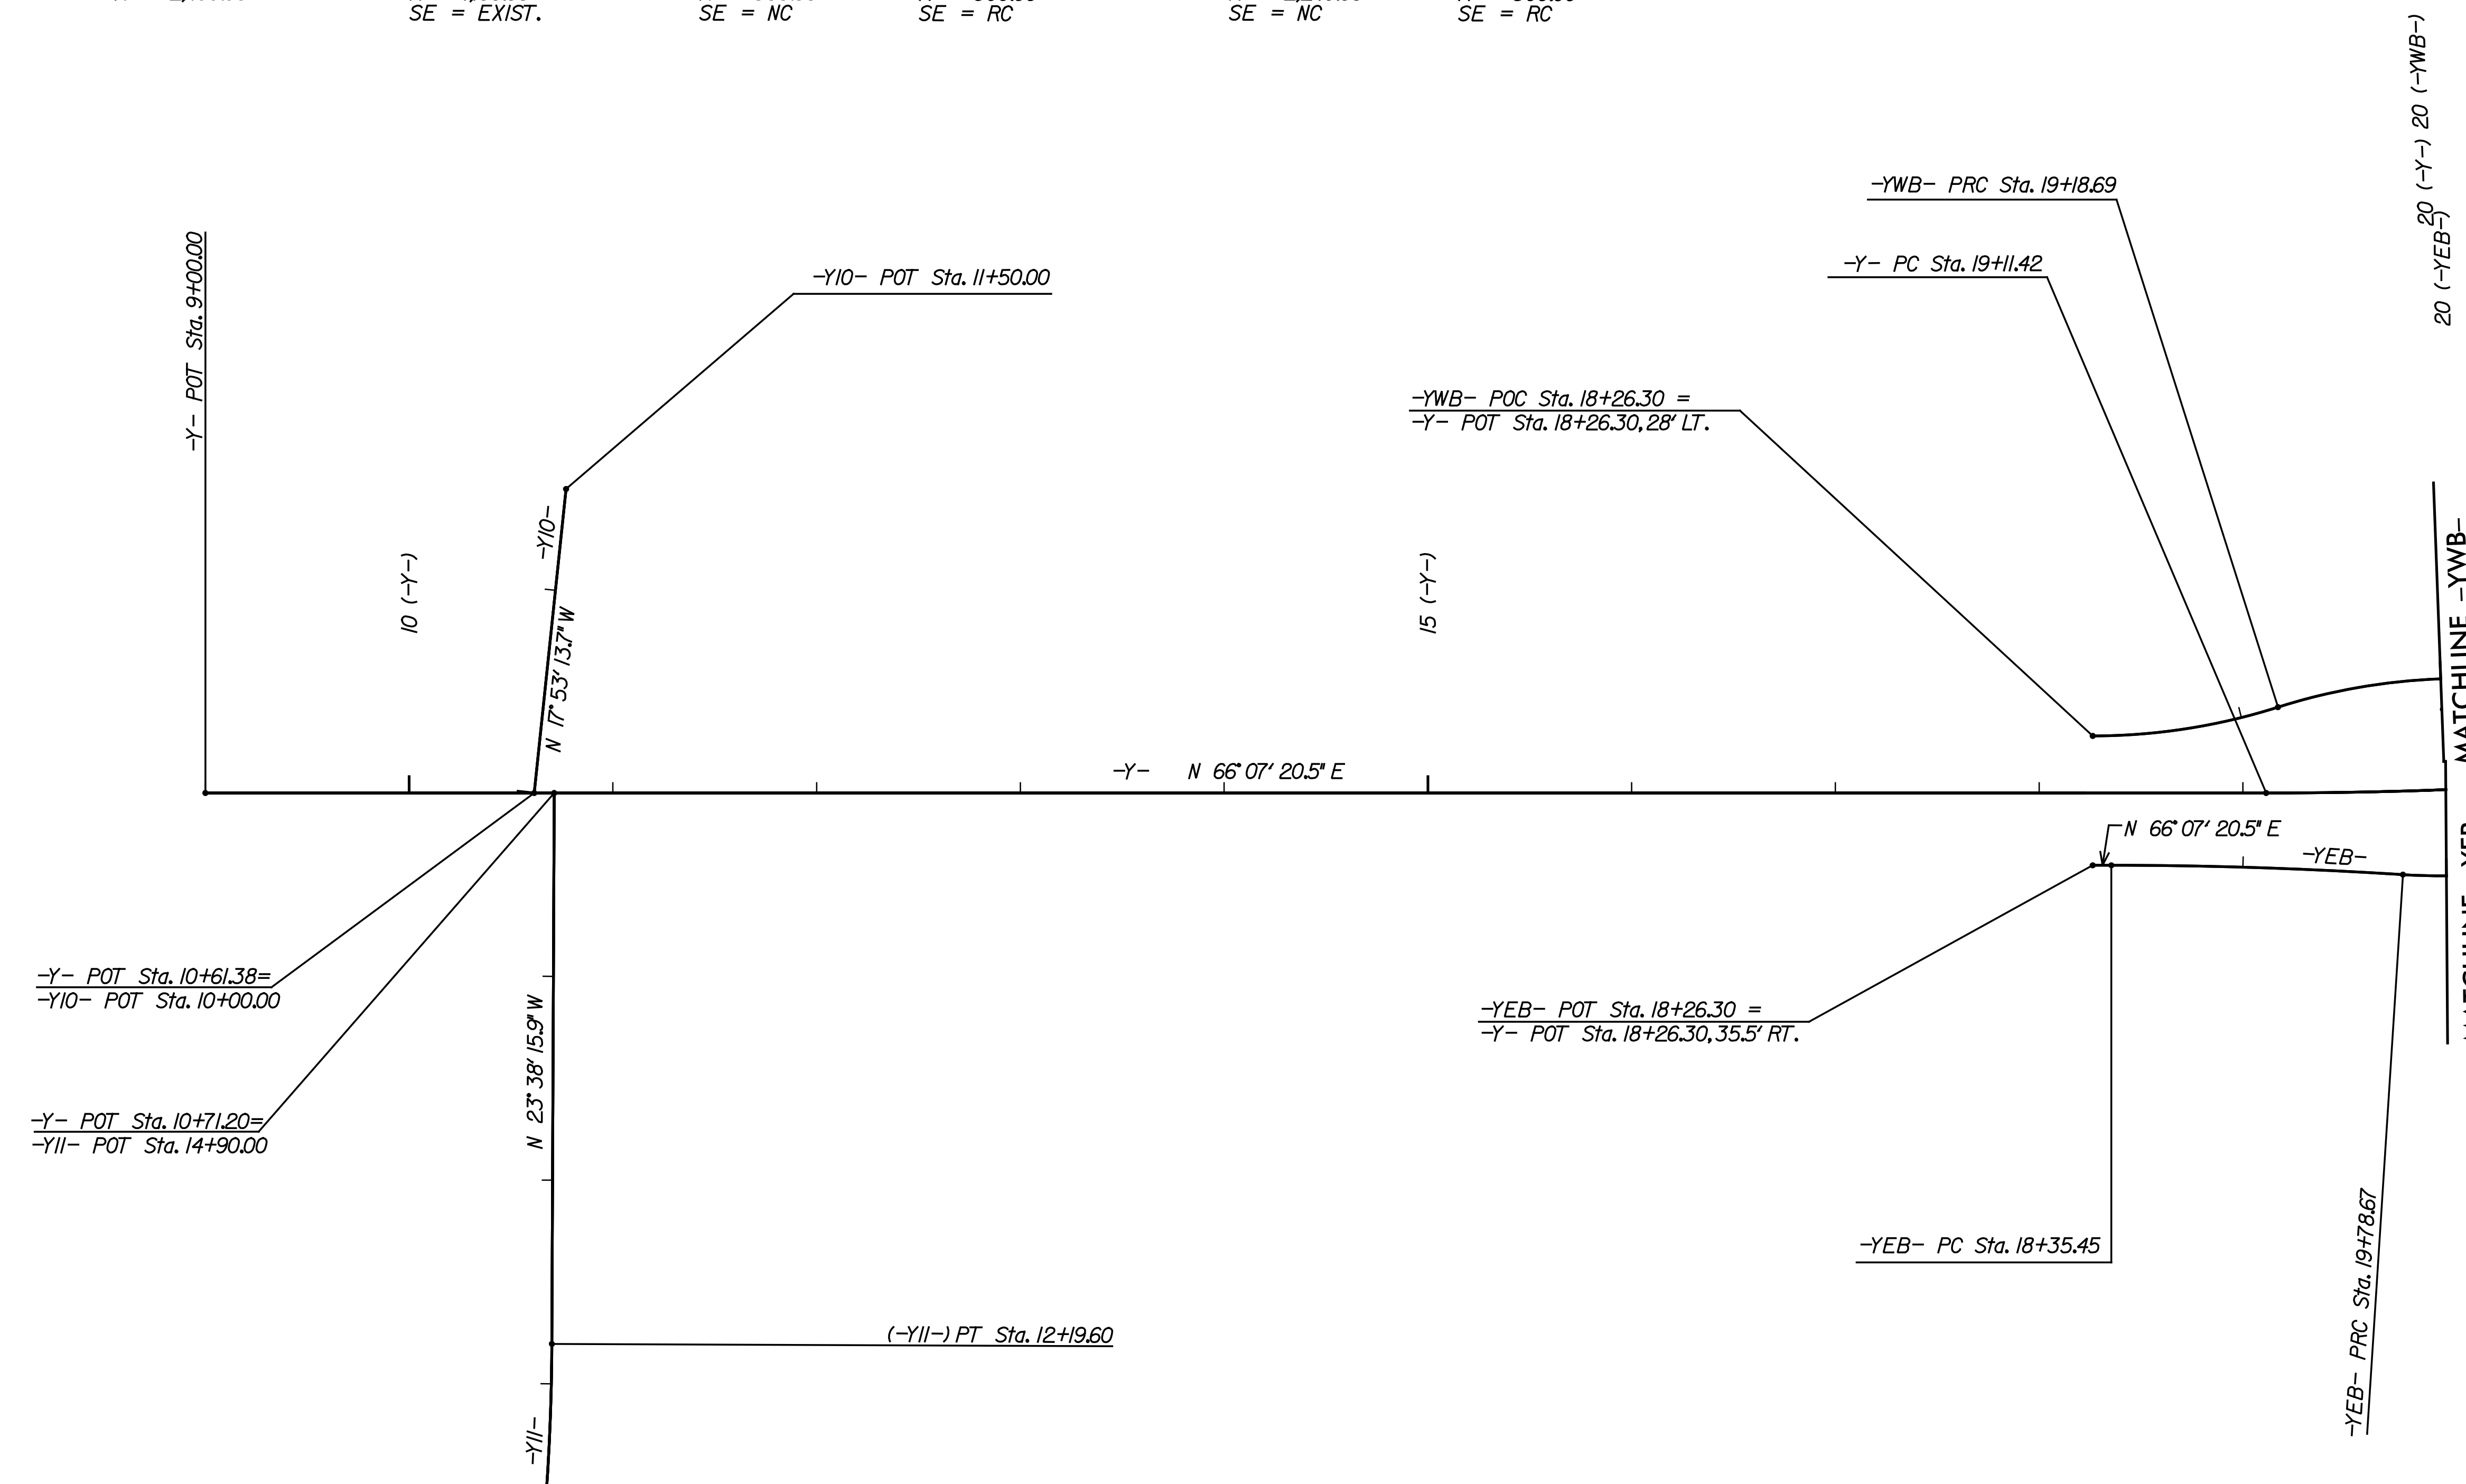 SE = EXIST.
SE = NC
SE = RC
SE = NC
SE = RC
20 (-YWB-)
20 (-Y-)
20 (-YEB-)
-YWB- PRC Sta. 19+18.69
-Y- PC Sta. 19+11.42
-Y- POT Sta. 9+00.00
-Y10- POT Sta. 11+50.00
-YWB- POC Sta. 18+26.30 =
-Y- POT Sta. 18+26.30, 28' LT.
-Y10-
10 (-Y-)
15 (-Y-)
N 17° 53' 13.7" W
MATCHLINE -YWB-
-Y- N 66° 07' 20.5" E
N 66° 07' 20.5" E
-YEB-
-Y- POT Sta. 10+61.38=
-Y10- POT Sta. 10+00.00
N 23° 38' 15.9" W
-YEB- POT Sta. 18+26.30 =
-Y- POT Sta. 18+26.30, 35.5' RT.
-Y- POT Sta. 10+71.20=
-Y11- POT Sta. 14+90.00
-YEB- PC Sta. 18+35.45
-YEB- PRC Sta. 19+78.67
(-Y11-) PT Sta. 12+19.60
-Y11-